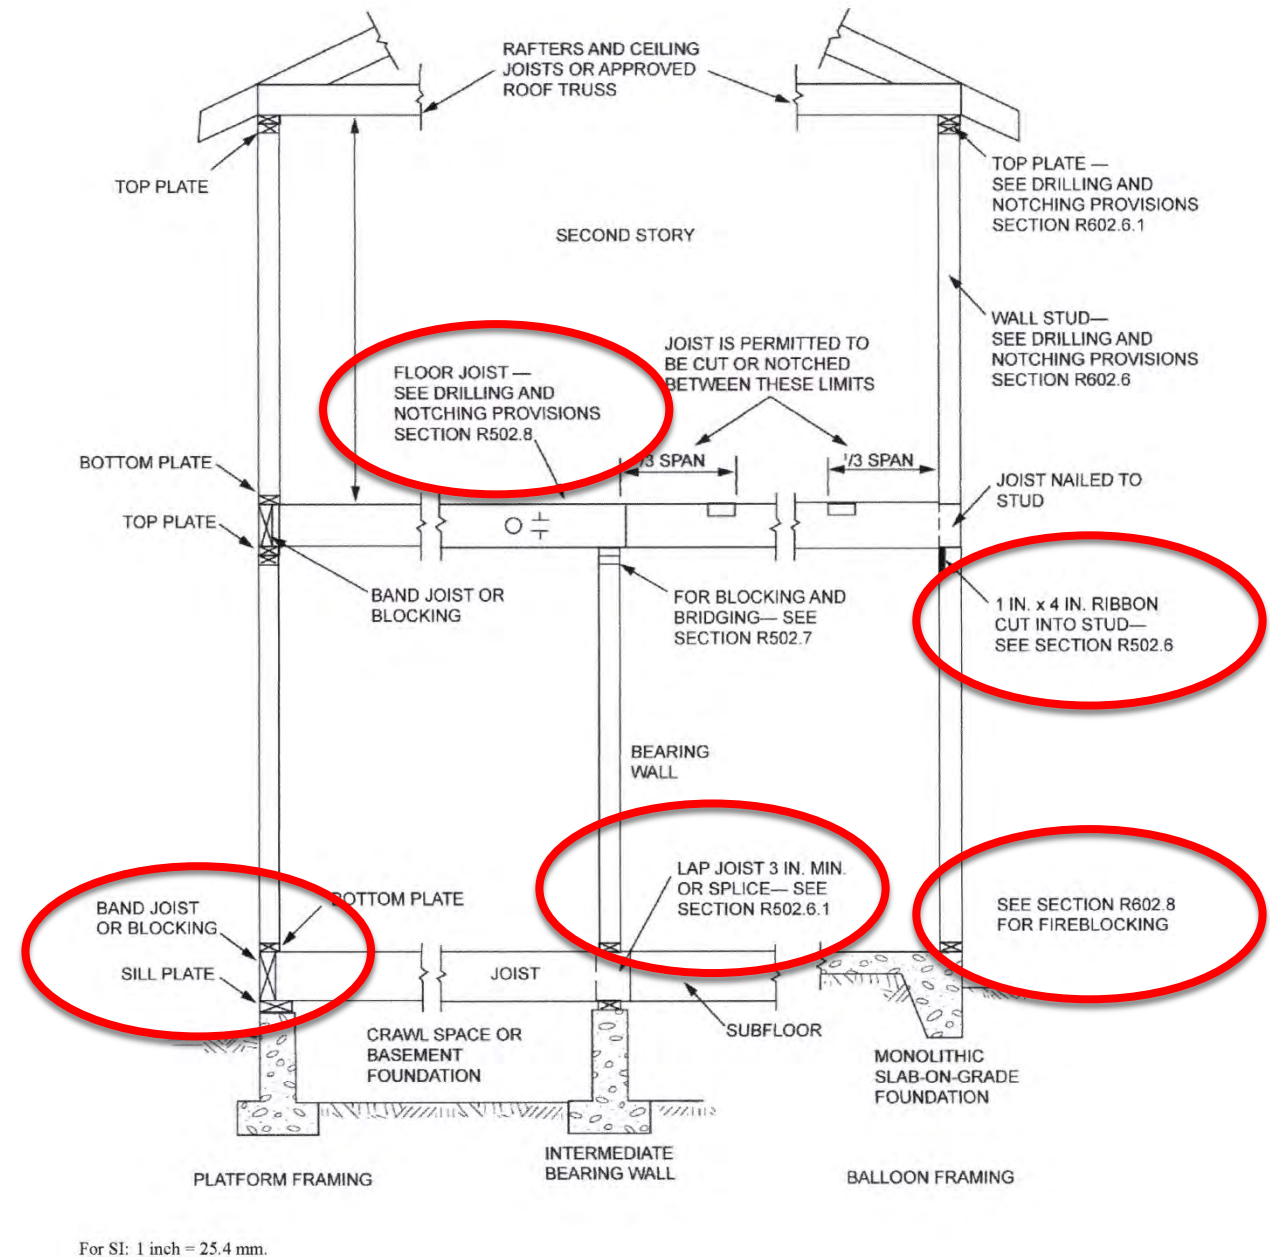 RAFTERS AND CEILING
JOISTS OR APPROVED
ROOF TRUSS
TOP PLATE
TOP PLATE —
SEE DRILLING AND
NOTCHING PROVISIONS
SECTION R602.6.1
SECOND STORY
WALL STUD—
SEE DRILLING AND
NOTCHING PROVISIONS
SECTION R602.6
JOIST IS PERMITTED TO
BE CUT OR NOTCHED
BETWEEN THESE LIMITS
FLOOR JOIST —
SEE DRILLING AND
NOTCHING PROVISIONS
SECTION R502.8
BOTTOM PLATE
/3 SPAN
1/3 SPAN
JOIST NAILED TO
STUD
TOP PLATE
BAND JOIST OR
BLOCKING
FOR BLOCKING AND
BRIDGING— SEE
SECTION R502.7
1 IN. x 4 IN. RIBBON
CUT INTO STUD—
SEE SECTION R502.6
BEARING
WALL
LAP JOIST 3 IN. MIN.
OR SPLICE— SEE
SECTION R502.6.1
BAND JOIST
OR BLOCKING
BOTTOM PLATE
SEE SECTION R602.8
FOR FIREBLOCKING
SILL PLATE
JOIST
SUBFLOOR
CRAWL SPACE OR
BASEMENT
FOUNDATION
MONOLITHIC
SLAB-ON-GRADE
FOUNDATION
PLATFORM FRAMING
INTERMEDIATE
BEARING WALL
BALLOON FRAMING
For SI: 1 inch = 25.4 mm.